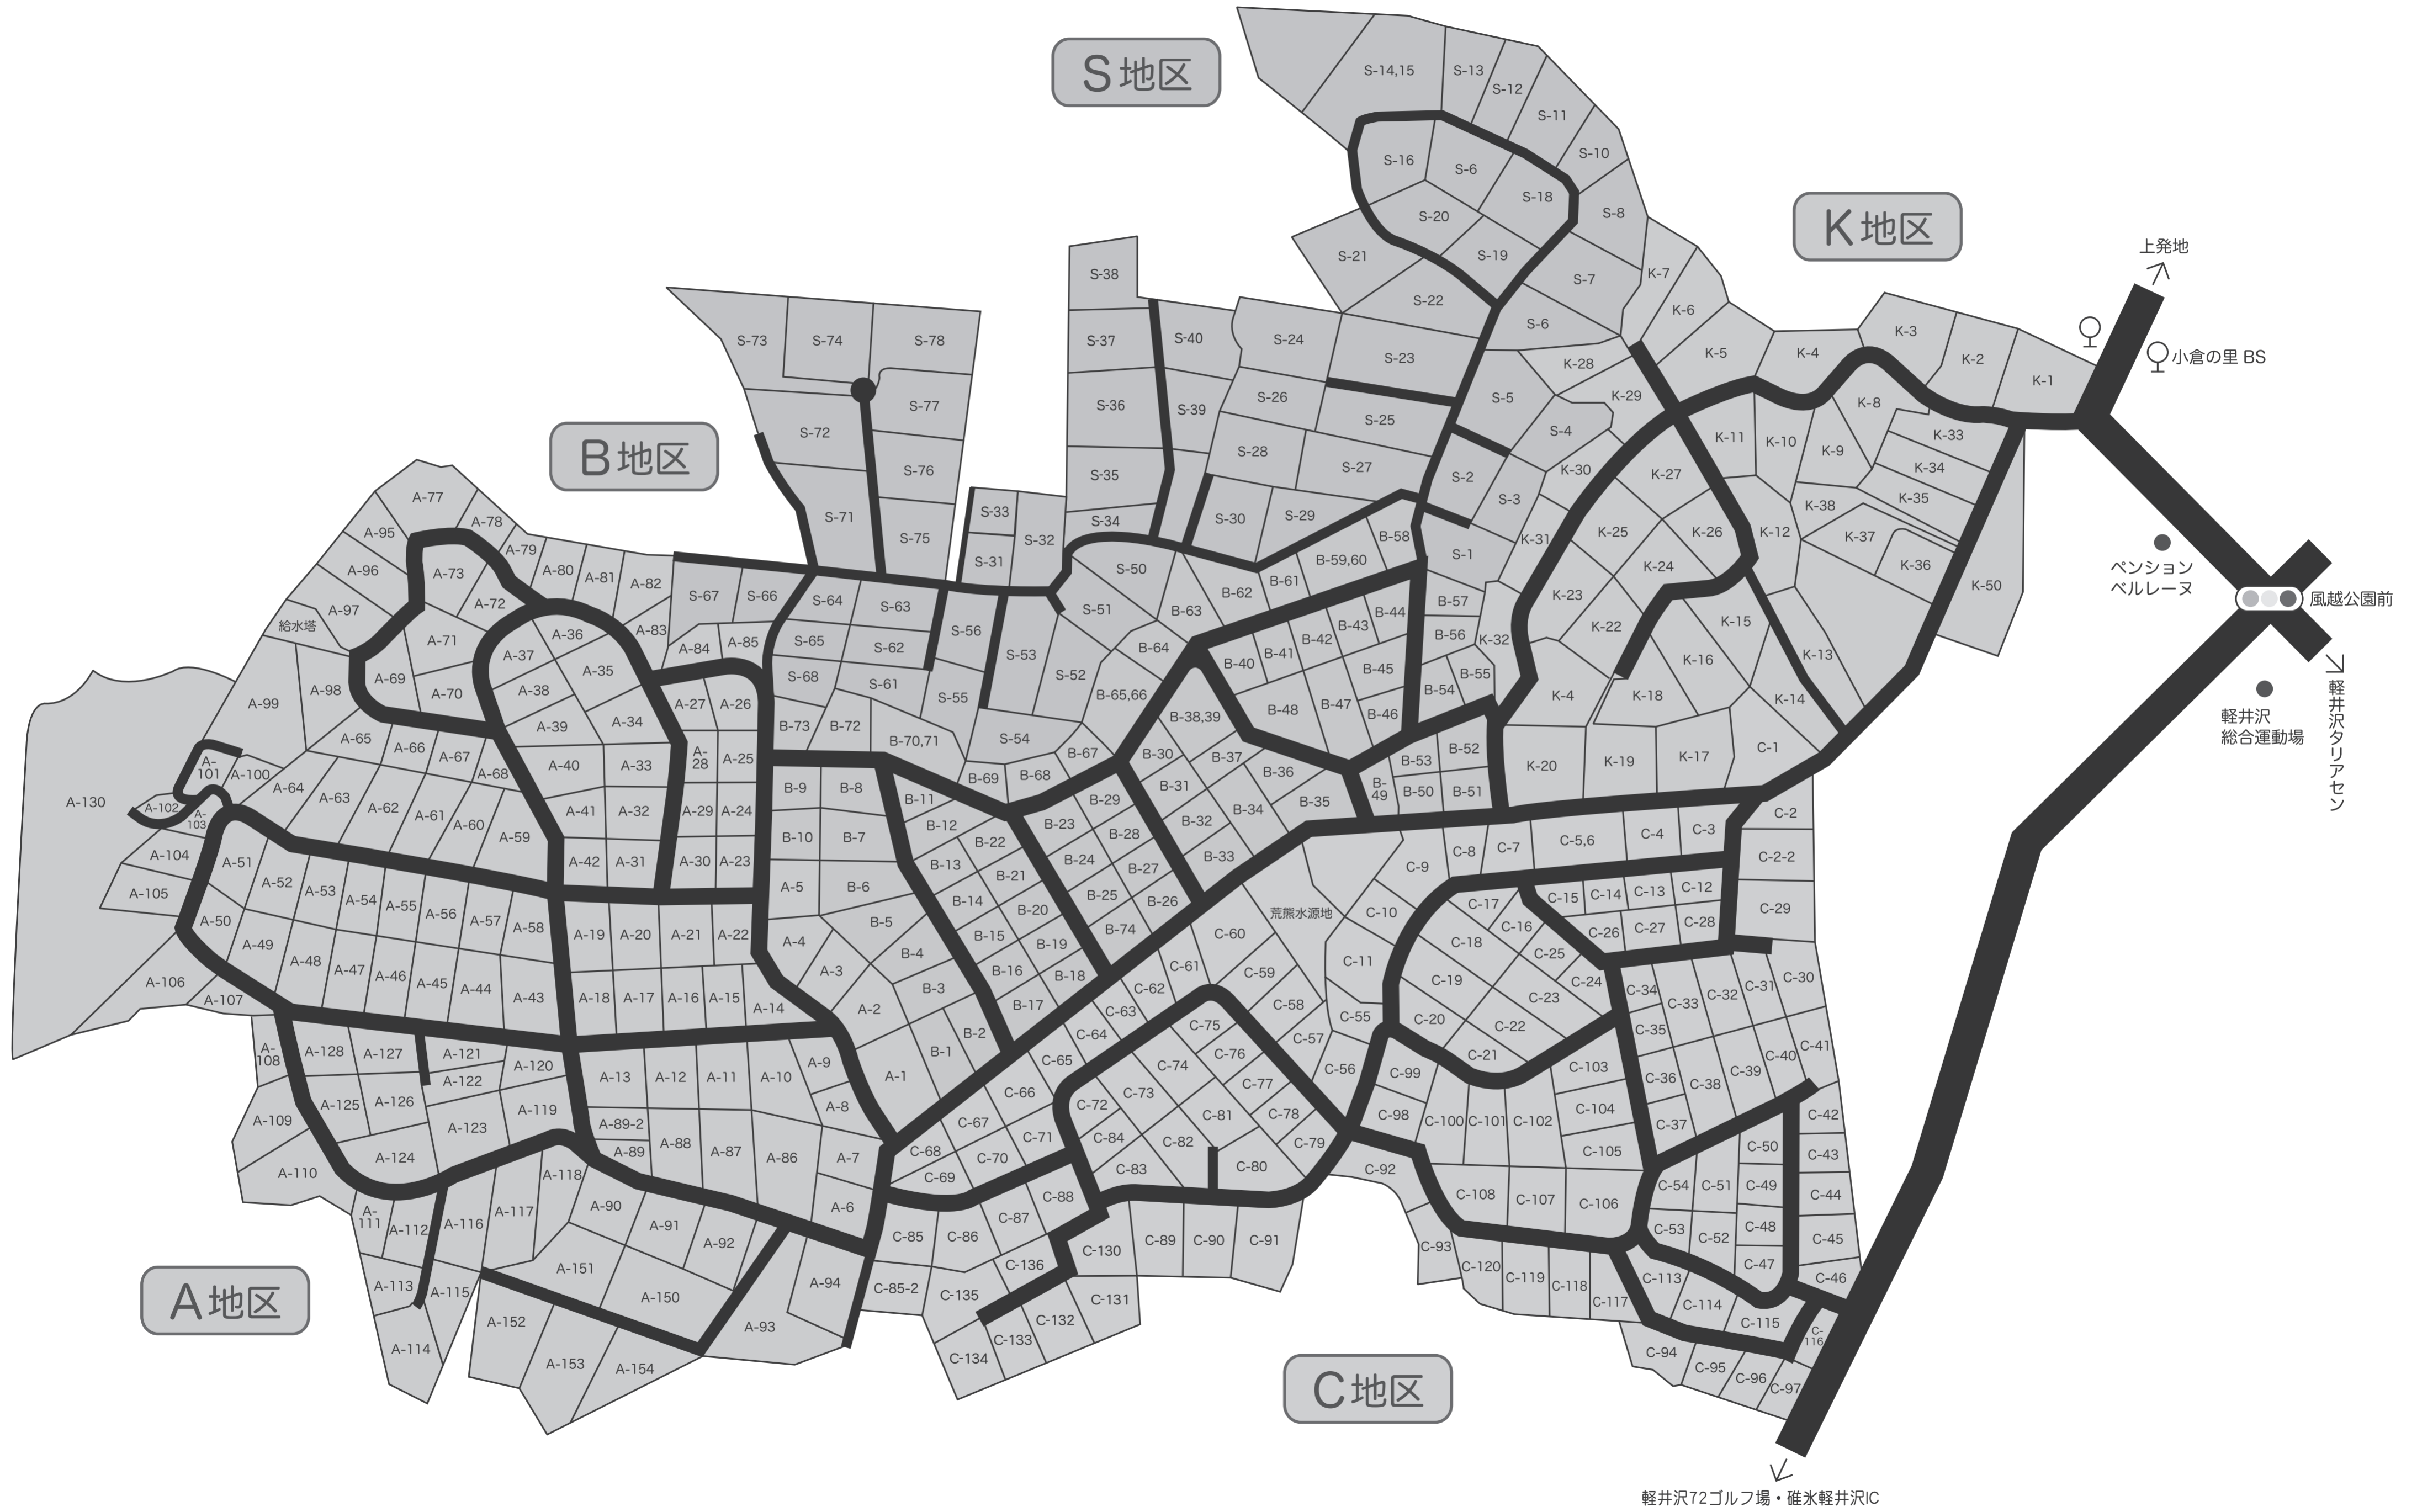 S地区
S-14,15
S-13
S-12
S-11
S-10
S-16
S-6
S-18
S-8
S-20
S-19
S-21
S-7
S-22
S-6
K地区
K-7
K-6
K-5
K-4
K-3
K-2
K-1
上発地
小倉の里 BS
S-38
S-37
S-40
S-36
S-39
S-35
S-34
S-24
S-23
S-26
S-25
S-28
S-27
S-30
S-29
S-5
S-4
S-2
S-3
S-1
K-28
K-29
K-30
K-31
K-32
K-27
K-11
K-10
K-9
K-8
K-33
K-34
K-35
K-38
K-37
K-36
K-50
K-12
K-26
K-25
K-24
K-23
K-22
K-15
K-16
K-13
K-14
K-4
K-18
K-20
K-19
K-17
C-1
ペンション
ベルレーヌ
風越公園前
軽井沢
総合運動場
軽井沢タリアセン
B地区
S-73
S-74
S-78
S-77
S-72
S-76
S-71
S-75
S-33
S-32
S-31
S-67
S-66
S-64
S-63
S-65
S-62
S-56
S-68
S-61
S-55
S-53
S-52
S-51
S-50
S-54
B-58
B-59,60
B-61
B-62
B-63
B-64
B-65,66
B-57
B-56
B-55
B-54
B-44
B-43
B-42
B-41
B-40
B-45
B-46
B-47
B-48
B-38,39
B-73
B-72
B-70,71
B-69
B-68
B-67
B-30
B-37
B-36
B-35
B-31
B-34
B-32
B-33
B-49
B-53
B-52
B-50
B-51
B-9
B-8
B-10
B-7
B-6
B-5
B-4
B-3
B-2
B-1
B-11
B-12
B-13
B-14
B-15
B-16
B-17
B-22
B-21
B-20
B-19
B-18
B-23
B-24
B-25
B-74
B-29
B-28
B-27
B-26
A-77
A-78
A-95
A-79
A-96
A-73
A-80
A-81
A-82
A-97
A-72
A-83
給水塔
A-71
A-84
A-85
A-36
A-37
A-35
A-69
A-70
A-38
A-98
A-99
A-39
A-34
A-27
A-26
A-65
A-66
A-67
A-68
A-40
A-33
A-28
A-25
A-101
A-100
A-64
A-63
A-62
A-61
A-60
A-59
A-41
A-32
A-29
A-24
A-130
A-102
A-103
A-104
A-105
A-106
A-107
A-42
A-31
A-30
A-23
A-51
A-52
A-53
A-54
A-55
A-56
A-57
A-58
A-50
A-49
A-48
A-47
A-46
A-45
A-44
A-43
A-19
A-20
A-21
A-22
A-18
A-17
A-16
A-15
A-14
A-5
A-4
A-3
A-2
A-1
A-108
A-128
A-127
A-121
A-120
A-122
A-125
A-126
A-119
A-123
A-109
A-110
A-124
A-13
A-12
A-11
A-10
A-9
A-8
A-89-2
A-89
A-88
A-87
A-86
A-7
A-6
A-111
A-112
A-116
A-117
A-118
A-90
A-91
A-92
A-113
A-115
A-151
A-150
A-94
A-93
A-114
A-152
A-153
A-154
A地区
C-2
C-2-2
C-29
C-3
C-4
C-5,6
C-7
C-8
C-9
C-10
荒熊水源地
C-11
C-12
C-13
C-14
C-15
C-16
C-17
C-18
C-19
C-20
C-21
C-22
C-23
C-24
C-25
C-26
C-27
C-28
C-30
C-31
C-32
C-33
C-34
C-35
C-36
C-37
C-38
C-39
C-40
C-41
C-42
C-43
C-44
C-45
C-46
C-47
C-48
C-49
C-50
C-51
C-52
C-53
C-54
C-55
C-56
C-57
C-58
C-59
C-60
C-61
C-62
C-63
C-64
C-65
C-66
C-67
C-68
C-69
C-70
C-71
C-72
C-73
C-74
C-75
C-76
C-77
C-78
C-79
C-80
C-81
C-82
C-83
C-84
C-85
C-85-2
C-86
C-87
C-88
C-89
C-90
C-91
C-92
C-93
C-98
C-99
C-100
C-101
C-102
C-103
C-104
C-105
C-106
C-107
C-108
C-113
C-114
C-115
C-116
C-117
C-118
C-119
C-120
C-94
C-95
C-96
C-97
C-130
C-131
C-132
C-133
C-134
C-135
C-136
C地区
軽井沢72ゴルフ場・碓氷軽井沢IC